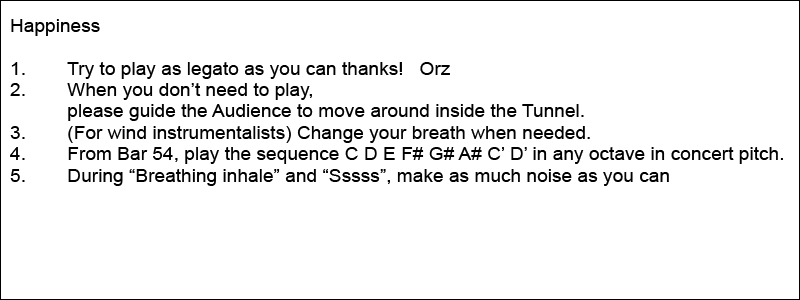 Happiness
1. Try to play as legato as you can thanks! Orz
2. When you don’t need to play,
please guide the Audience to move around inside the Tunnel.
3. (For wind instrumentalists) Change your breath when needed.
4. From Bar 54, play the sequence C D E F# G# A# C’ D’ in any octave in concert pitch.
5. During “Breathing inhale” and “Sssss”, make as much noise as you can